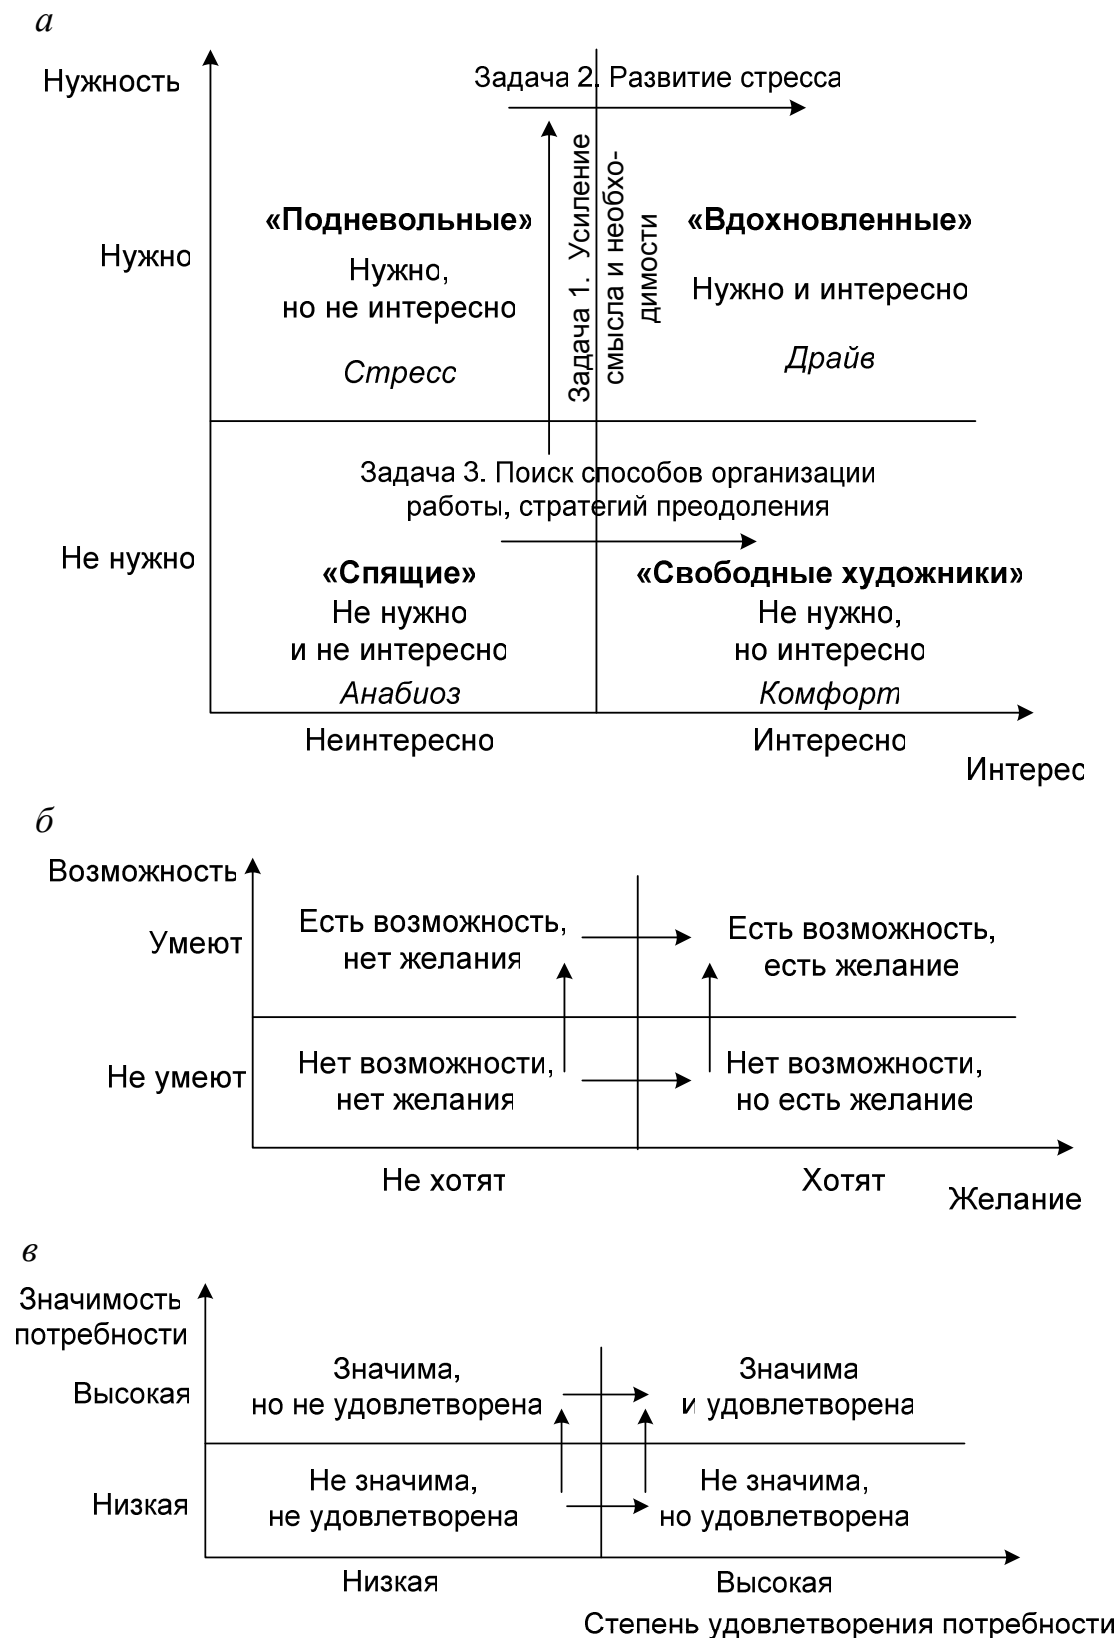 а
Нужность
Задача 2. Развитие стресса
Задача 1. Усиление
смысла и необхо-
димости
«Подневольные»
«Вдохновленные»
Нужно
Нужно,
но не интересно
Нужно и интересно
Стресс
Драйв
Задача 3. Поиск способов организации
работы, стратегий преодоления
Не нужно
«Спящие»
«Свободные художники»
Не нужно
и не интересно
Не нужно,
но интересно
Анабиоз
Комфорт
Неинтересно
Интересно
Интерес
б
Возможность
Умеют
Есть возможность,
нет желания
Есть возможность,
есть желание
Не умеют
Нет возможности,
нет желания
Нет возможности,
но есть желание
Не хотят
Хотят
Желание
в
Значимость
потребности
Высокая
Значима,
но не удовлетворена
Значима
и удовлетворена
Низкая
Не значима,
не удовлетворена
Не значима,
но удовлетворена
Низкая
Высокая
Степень удовлетворения потребности